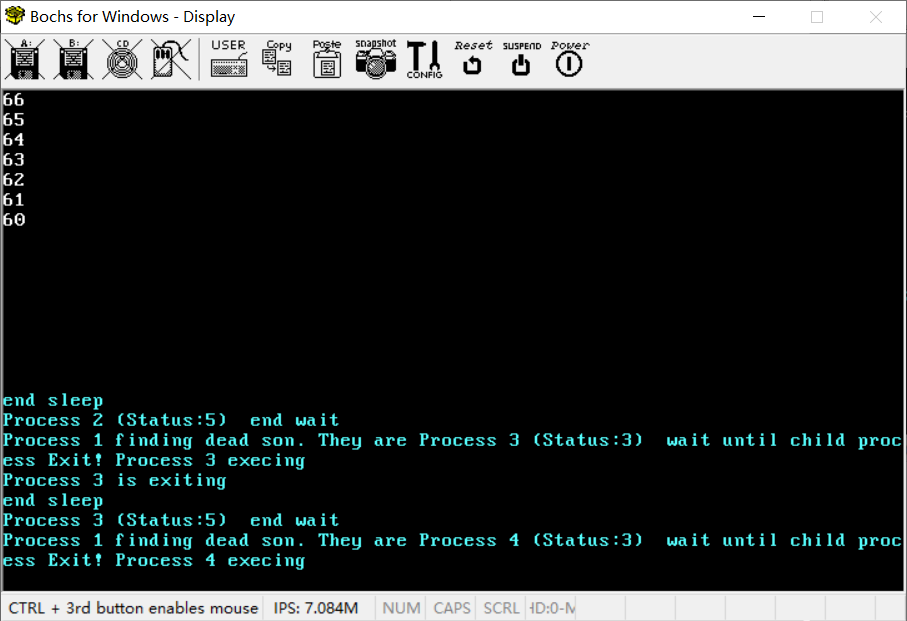 Bochs for Windows - Display
A: B: CD USER Copy Paste snapshot T CONFIG Reset SUSPEND Power
66
65
64
63
62
61
60
end sleep
Process 2 (Status:5)  end wait
Process 1 finding dead son. They are Process 3 (Status:3)  wait until child proc
ess Exit! Process 3 execing
Process 3 is exiting
end sleep
Process 3 (Status:5)  end wait
Process 1 finding dead son. They are Process 4 (Status:3)  wait until child proc
ess Exit! Process 4 execing
CTRL + 3rd button enables mouse IPS: 7.084M NUM CAPS SCRL HD:0-M